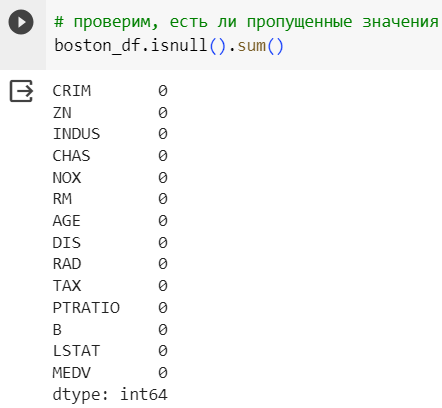 # проверим, есть ли пропущенные значения
boston_df.isnull().sum()
CRIM 0
ZN 0
INDUS 0
CHAS 0
NOX 0
RM 0
AGE 0
DIS 0
RAD 0
TAX 0
PTRATIO 0
B 0
LSTAT 0
MEDV 0
dtype: int64